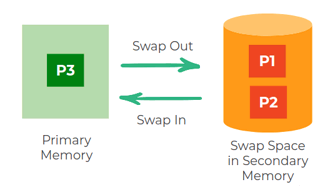 Swap Out
P3
P1
P2
Swap In
Primary
Memory
Swap Space
in Secondary
Memory